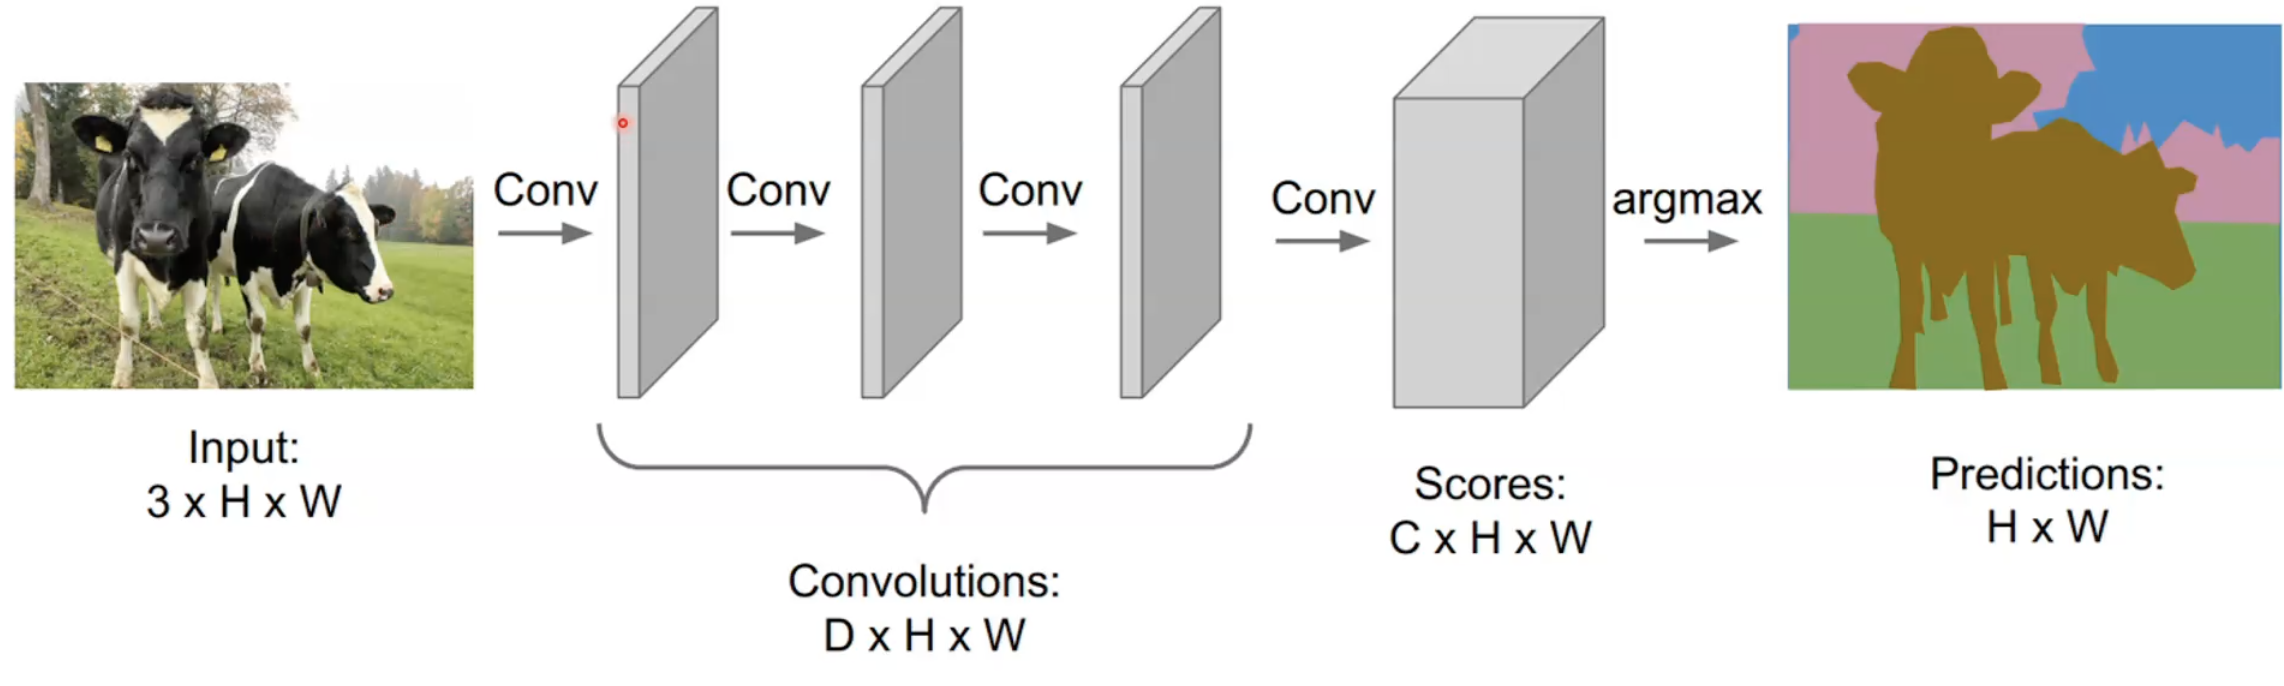 Conv
Conv
Conv
Conv
argmax
Input:
3 x H x W
Convolutions:
D x H x W
Scores:
C x H x W
Predictions:
H x W